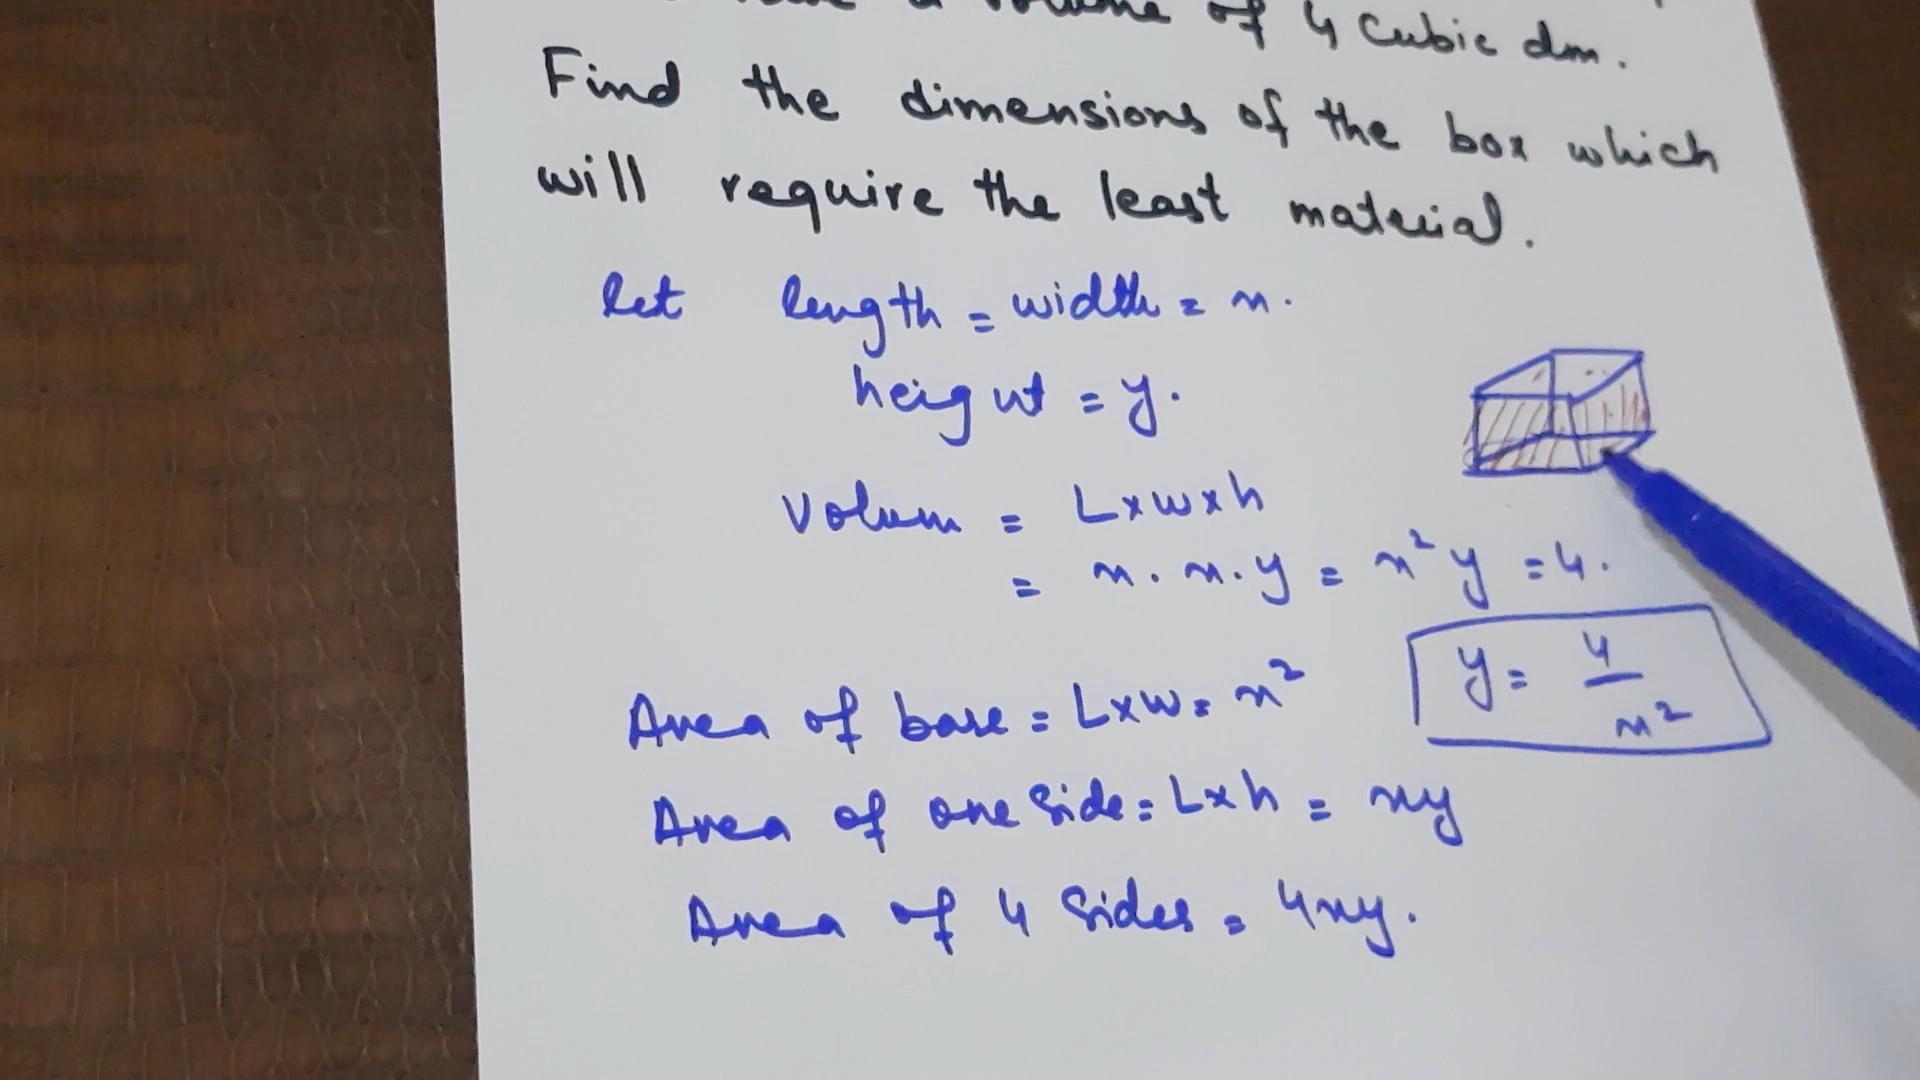 a volume of 4 Cubic dm.
Find the dimensions of the box which
will require the least material.
let length = width = x.
height = y.
Volum = L×w×h
= x. x. y = x² y = 4.
y = 4/x²
Area of base = L×w = x²
Area of one side = L×h = xy
Area of 4 sides = 4xy.